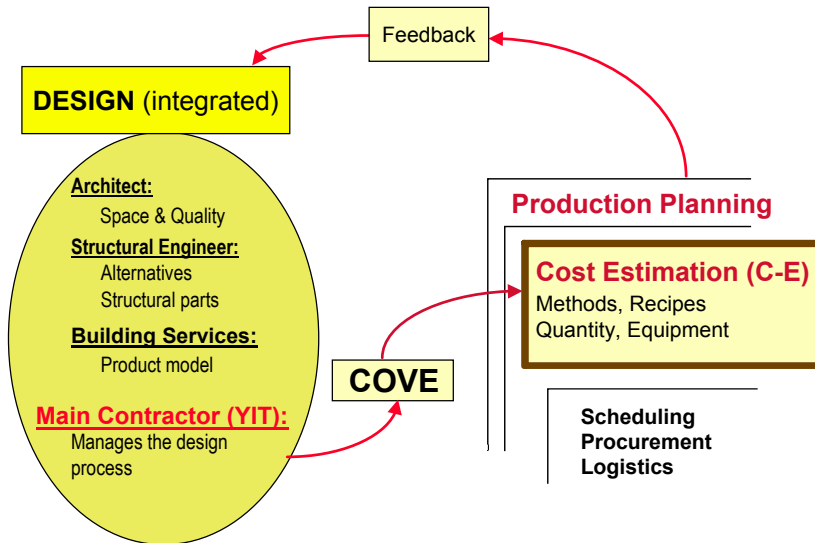 Feedback
DESIGN (integrated)
Architect:
Space & Quality
Structural Engineer:
Alternatives
Structural parts
Building Services:
Product model
Main Contractor (YIT):
Manages the design
process
COVE
Production Planning
Cost Estimation (C-E)
Methods, Recipes
Quantity, Equipment
Scheduling
Procurement
Logistics